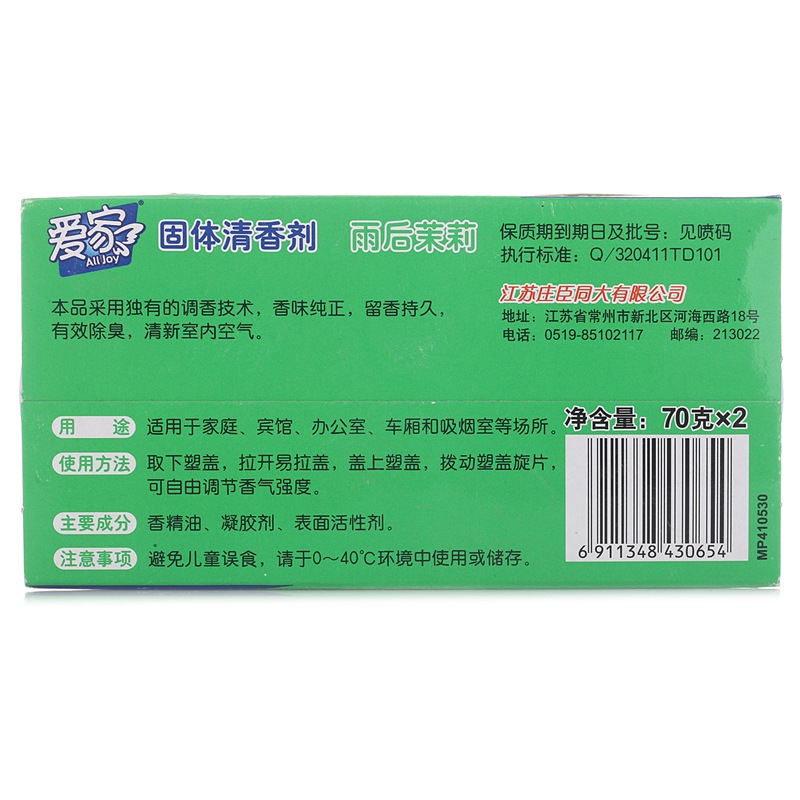 爱家®
All Joy
固体清香剂 雨后茉莉
本品采用独有的调香技术，香味纯正，留香持久，
有效除臭，清新室内空气。
保质期到期日及批号：见喷码
执行标准：Q/320411TD101
江苏庄臣同大有限公司
地址：江苏省常州市新北区河海西路18号
电话：0519-85102117 邮编：213022
用途 适用于家庭、宾馆、办公室、车厢和吸烟室等场所。
使用方法 取下塑盖，拉开易拉盖，盖上塑盖，拨动塑盖旋片，
可自由调节香气强度。
主要成分 香精油、凝胶剂、表面活性剂。
注意事项 避免儿童误食，请于0～40℃环境中使用或储存。
净含量：70克×2
6 911348 430654
MP410530